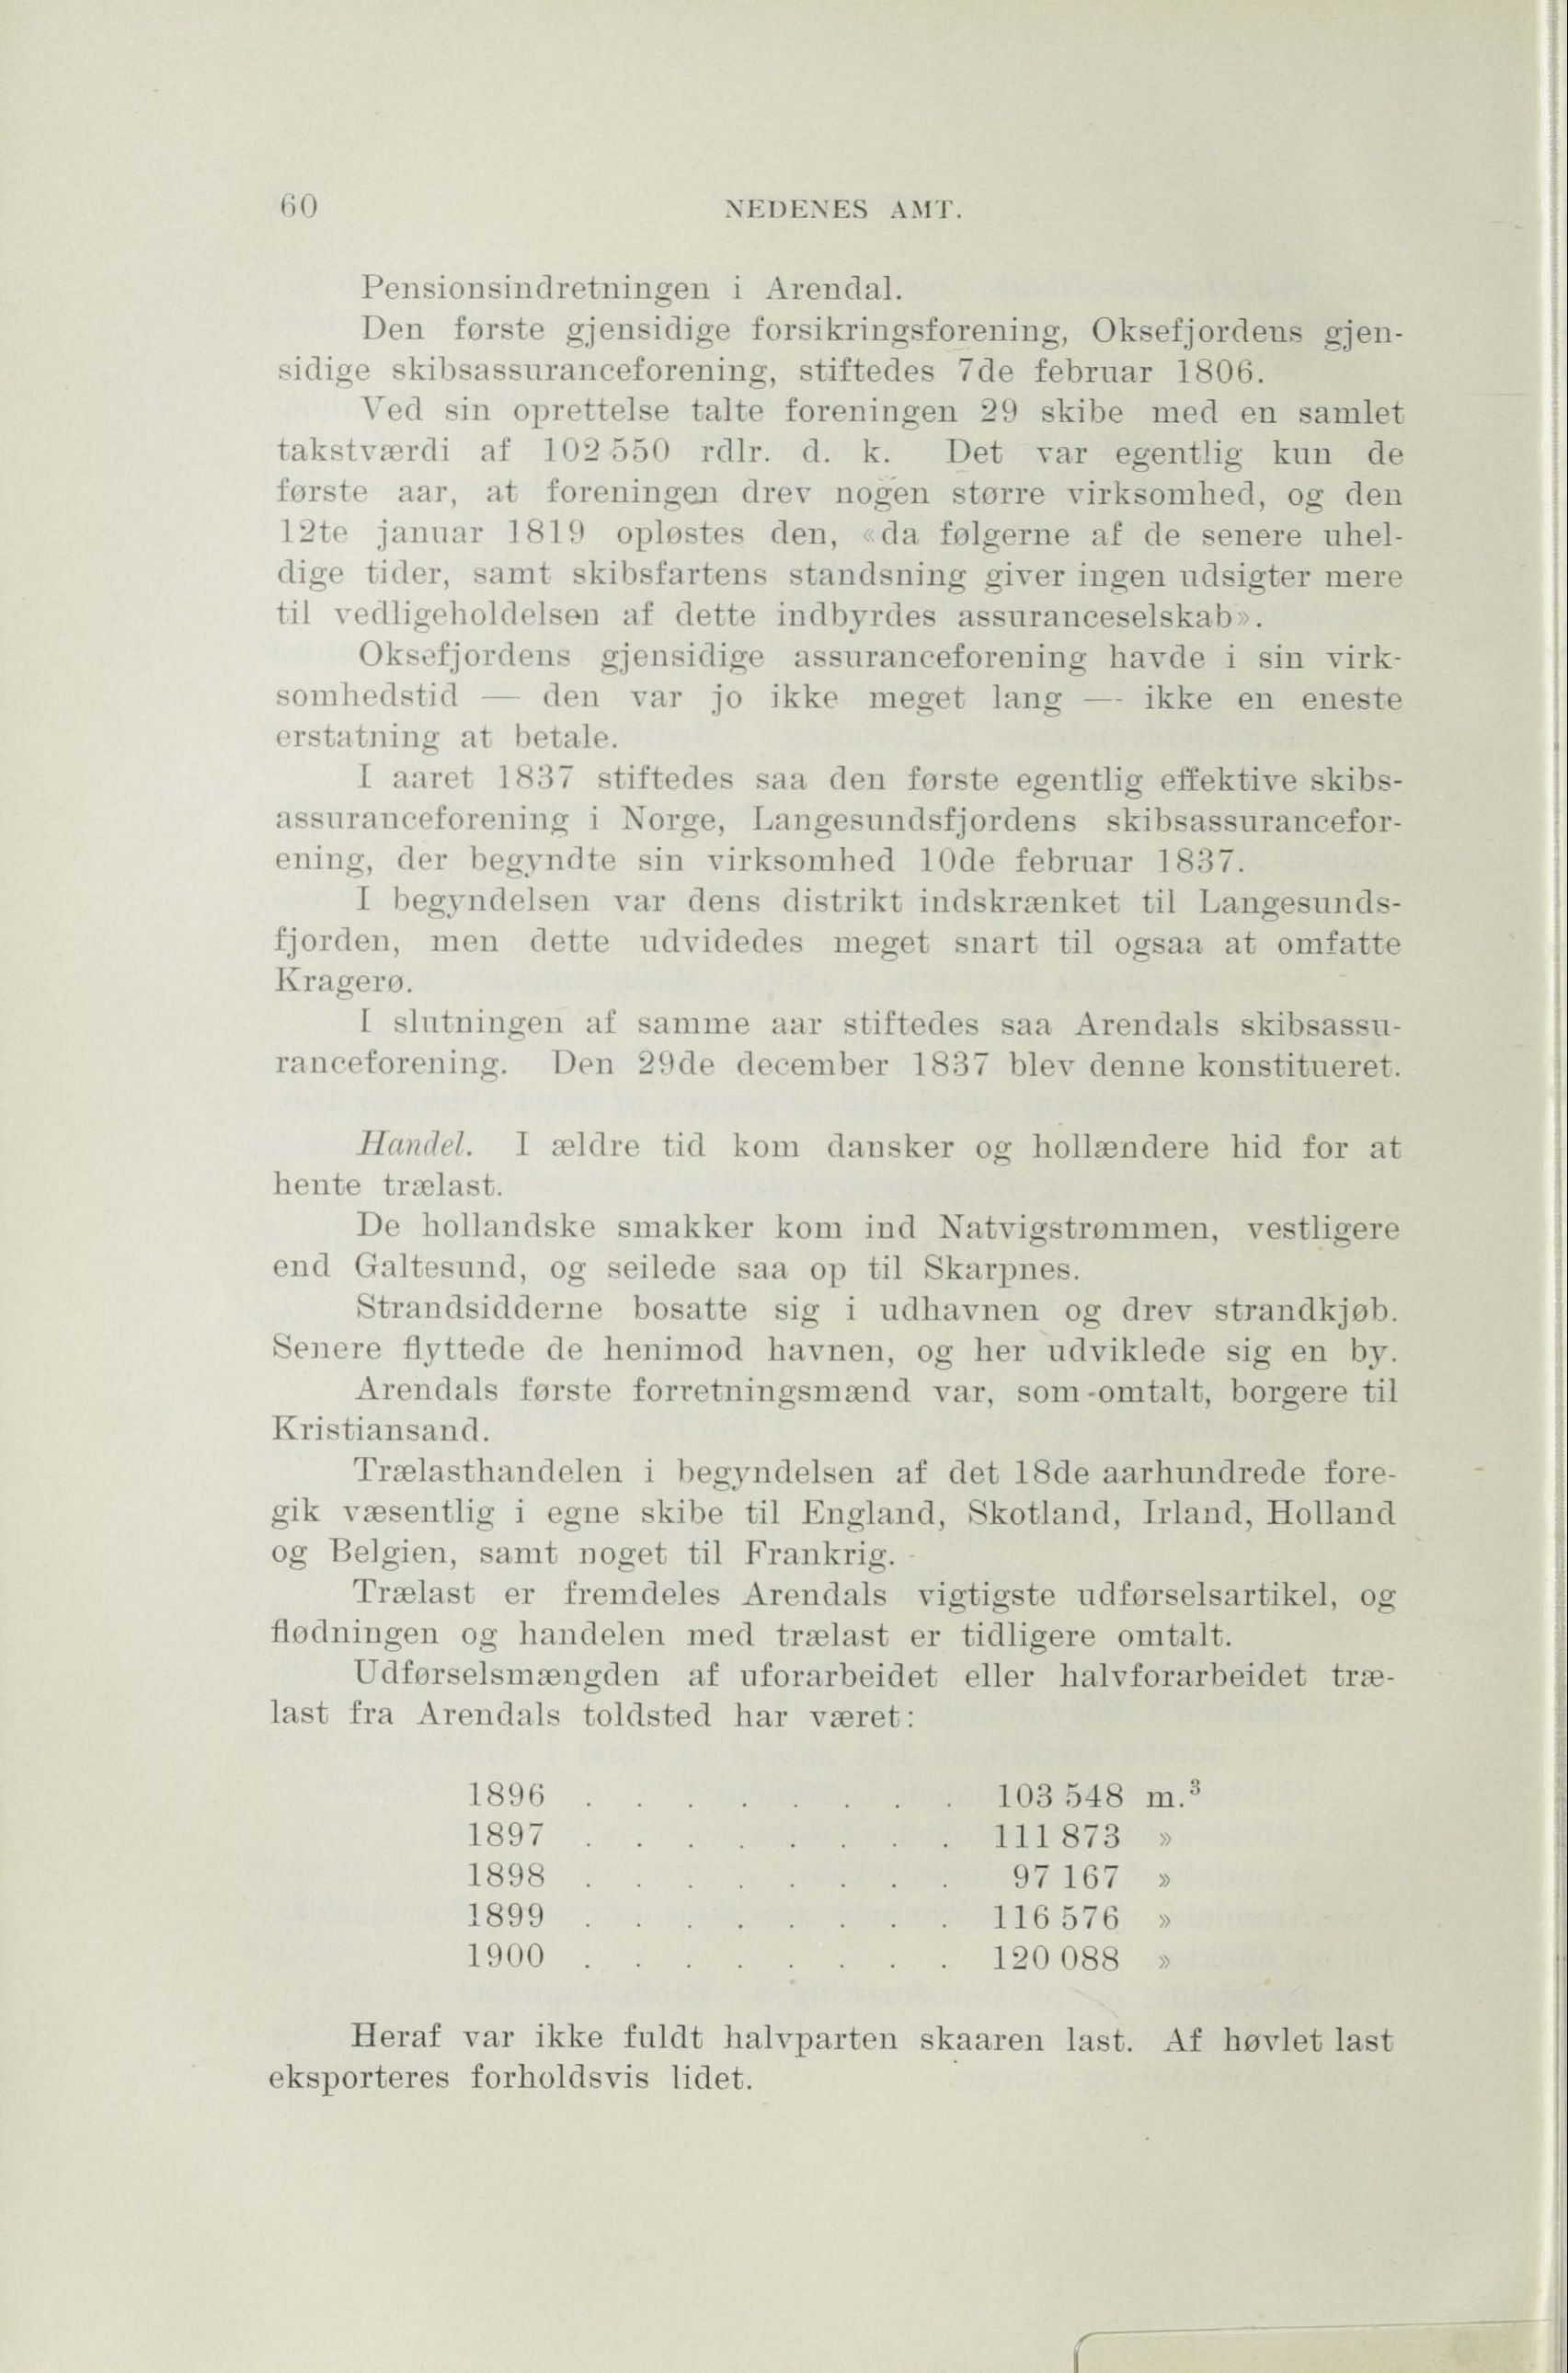 60
NEDENES AMT.
Pensionsindretningen i Arendal.
Den første gjensidige forsikringsforening, Oksefjordens gjen-
sidige skibsassuranceforening, stiftedes 7de februar 1806.
Ved sin oprettelse talte foreningen 29 skibe med en samlet
takstværdi af 102 550 rdlr. d. k. Det var egentlig kun de
første aar, at foreningen drev nogen større virksomhed, og den
12te januar 1819 opløstes den, «da følgerne af de senere uhel-
dige tider, samt skibsfartens standsning giver ingen udsigter mere
til vedligeholdelsen af dette indbyrdes assuranceselskab».
Oksefjordens gjensidige assuranceforening havde i sin virk-
somhedstid — den var jo ikke meget lang — ikke en eneste
erstatning at betale.
I aaret 1837 stiftedes saa den første egentlig effektive skibs-
assuranceforening i Norge, Langesundsfjordens skibsassurancefor-
ening, der begyndte sin virksomhed 10de februar 1837.
I begyndelsen var dens distrikt indskrænket til Langesunds-
fjorden, men dette udvidedes meget snart til ogsaa at omfatte
Kragerø.
I slutningen af samme aar stiftedes saa Arendals skibsassu-
ranceforening. Den 29de december 1837 blev denne konstitueret.
Handel. I ældre tid kom dansker og hollændere hid for at
hente trælast.
De hollandske smakker kom ind Natvigstrømmen, vestligere
end Galtesund, og seilede saa op til Skarpnes.
Strandsidderne bosatte sig i udhavnen og drev strandkjøb.
Senere flyttede de henimod havnen, og her udviklede sig en by.
Arendals første forretningsmænd var, som omtalt, borgere til
Kristiansand.
Trælasthandelen i begyndelsen af det 18de aarhundrede fore-
gik væsentlig i egne skibe til England, Skotland, Irland, Holland
og Belgien, samt noget til Frankrig.
Trælast er fremdeles Arendals vigtigste udførselsartikel, og
flødningen og handelen med trælast er tidligere omtalt.
Udførselsmængden af uforarbeidet eller halvforarbeidet træ-
last fra Arendals toldsted har været:
1896 . . . . . . . . 103 548 m.³
1897 . . . . . . . . 111 873 »
1898 . . . . . . . . 97 167 »
1899 . . . . . . . . 116 576 »
1900 . . . . . . . . 120 088 »
Heraf var ikke fuldt halvparten skaaren last. Af høvlet last
eksporteres forholdsvis lidet.